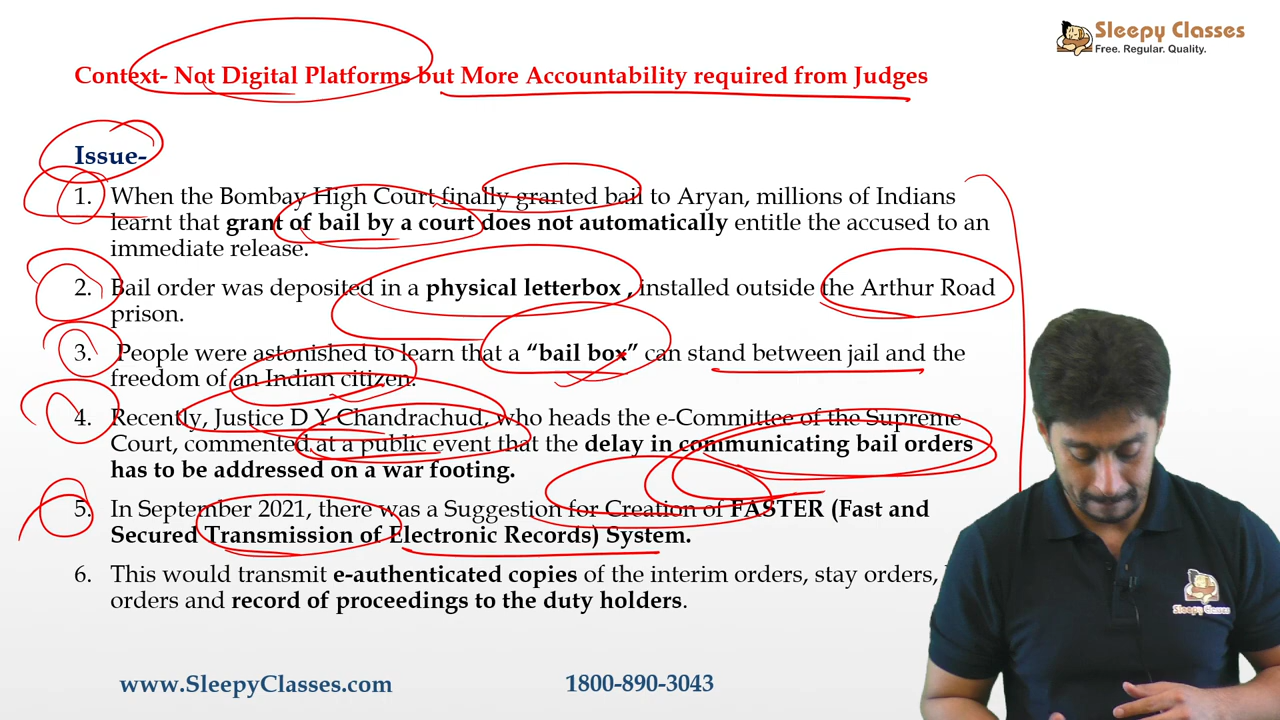 Sleepy Classes
Free. Regular. Quality.
Context- Not Digital Platforms but More Accountability required from Judges
Issue-
1. When the Bombay High Court finally granted bail to Aryan, millions of Indians
learnt that grant of bail by a court does not automatically entitle the accused to an
immediate release.
2. Bail order was deposited in a physical letterbox , installed outside the Arthur Road
prison.
3. People were astonished to learn that a “bail box” can stand between jail and the
freedom of an Indian citizen.
4. Recently, Justice D Y Chandrachud, who heads the e-Committee of the Supreme
Court, commented at a public event that the delay in communicating bail orders
has to be addressed on a war footing.
5. In September 2021, there was a Suggestion for Creation of FASTER (Fast and
Secured Transmission of Electronic Records) System.
6. This would transmit e-authenticated copies of the interim orders, stay orders,
orders and record of proceedings to the duty holders.
Sleepy Classes
www.SleepyClasses.com
1800-890-3043